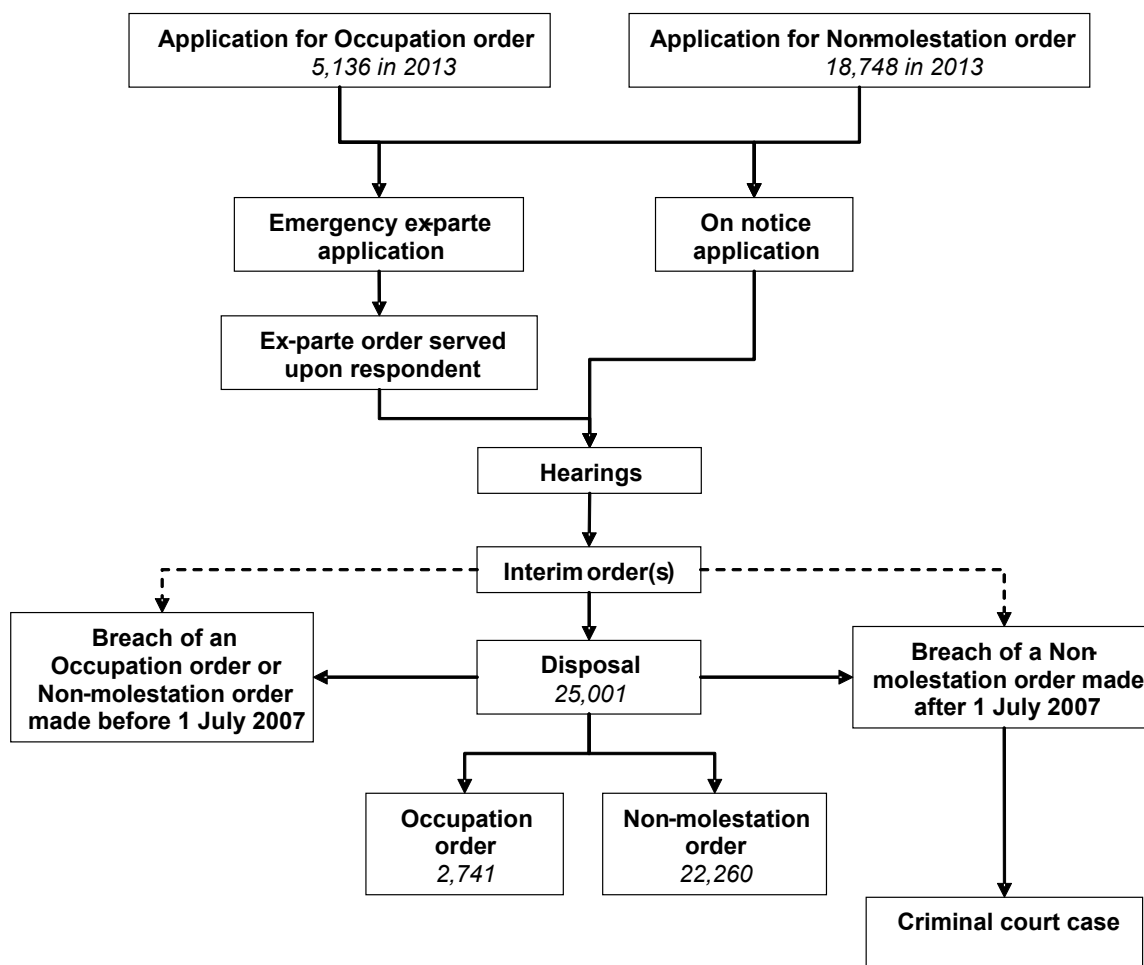 Application for Occupation order
5,136 in 2013
Application for Non-molestation order
18,748 in 2013
Emergency ex-parte
application
On notice
application
Ex-parte order served
upon respondent
Hearings
Interim order(s)
Breach of an
Occupation order or
Non-molestation order
made before 1 July 2007
Disposal
25,001
Breach of a Non-
molestation order made
after 1 July 2007
Occupation
order
2,741
Non-molestation
order
22,260
Criminal court case